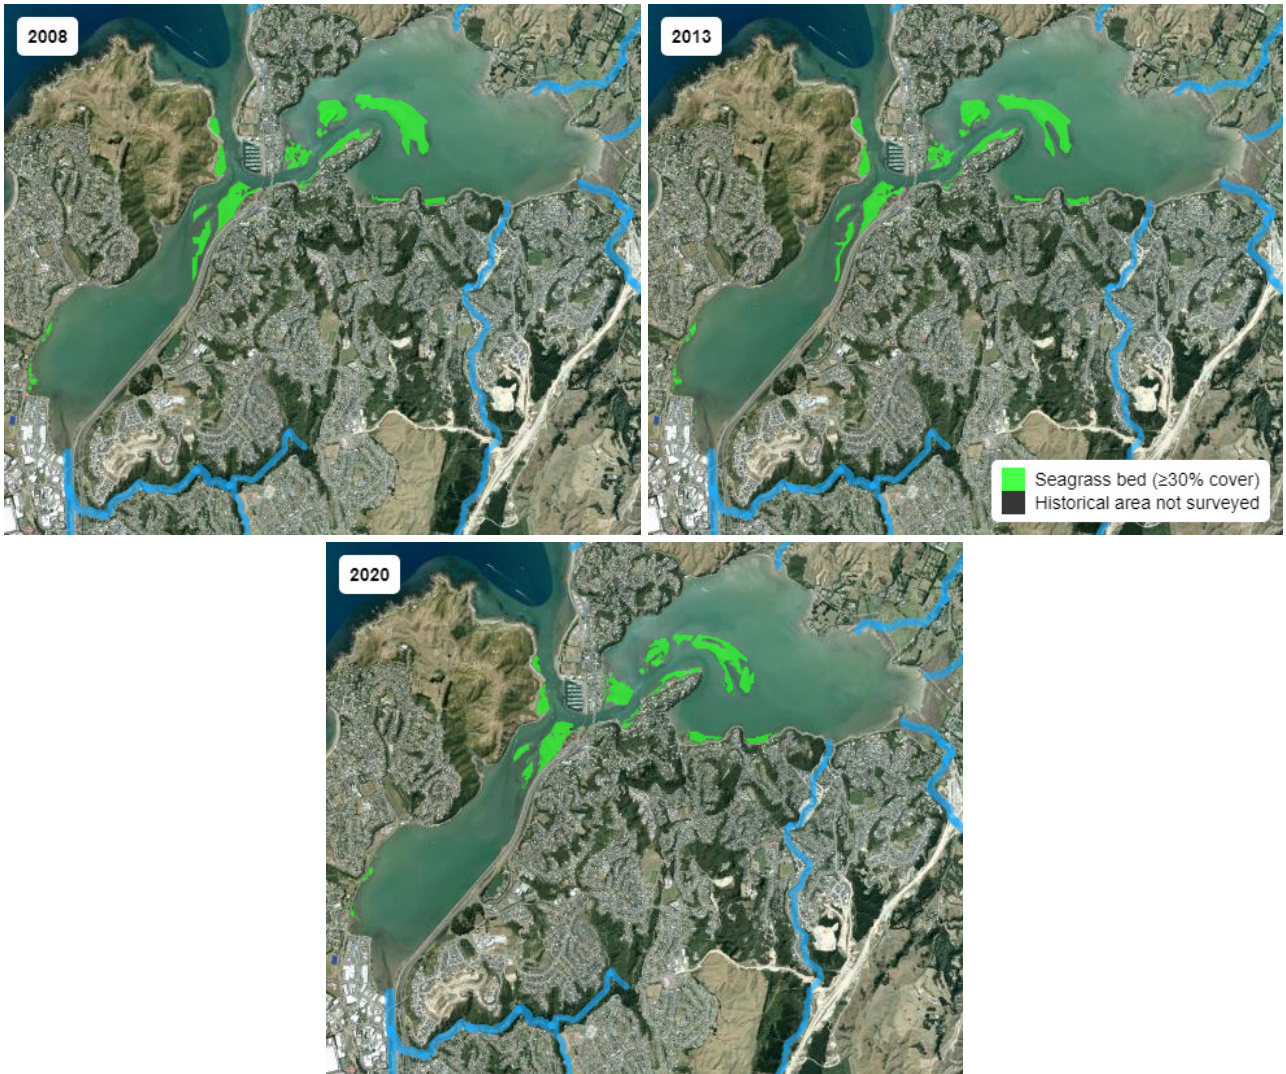 2008
2013
Seagrass bed (≥30% cover)
Historical area not surveyed
2020